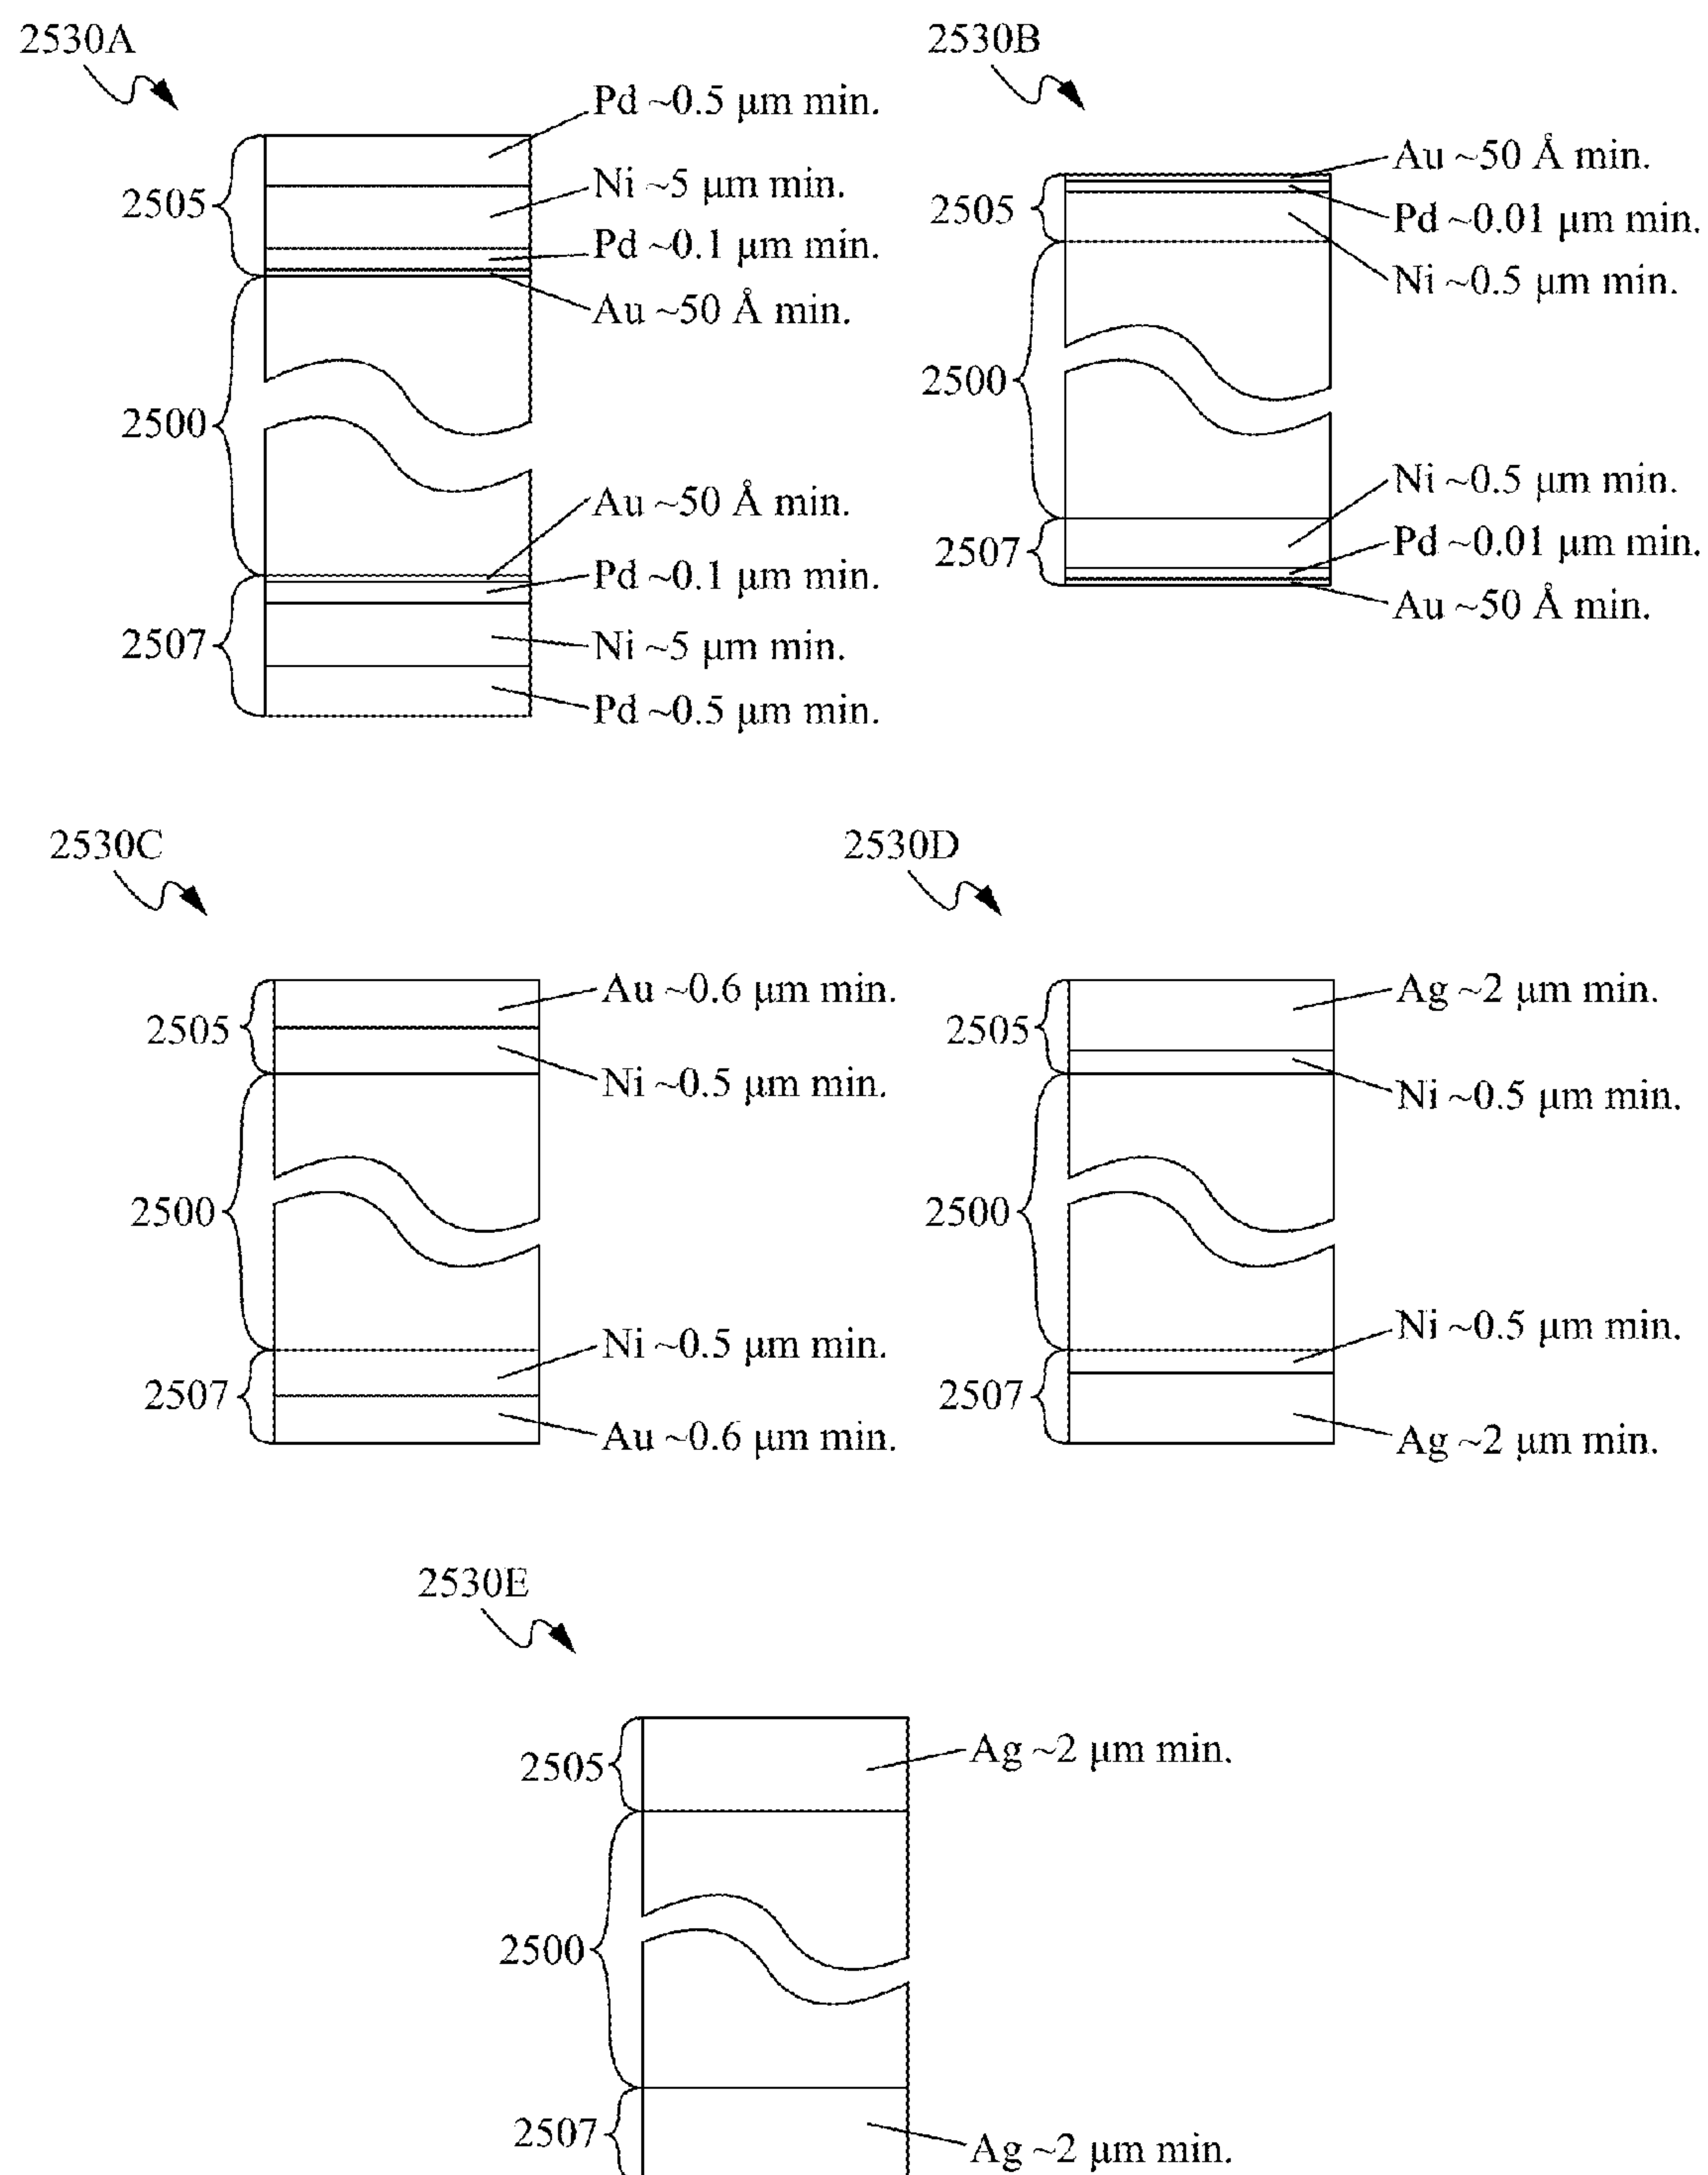 2530A
Pd ~0.5 μm min.
Ni ~5 μm min.
2505
Pd ~0.1 μm min.
Au ~50 Å min.
2500
Au ~50 Å min.
Pd ~0.1 μm min.
2507
Ni ~5 μm min.
Pd ~0.5 μm min.
2530B
Au ~50 Å min.
2505
Pd ~0.01 μm min.
Ni ~0.5 μm min.
2500
Ni ~0.5 μm min.
2507
Pd ~0.01 μm min.
Au ~50 Å min.
2530C
Au ~0.6 μm min.
2505
Ni ~0.5 μm min.
2500
Ni ~0.5 μm min.
2507
Au ~0.6 μm min.
2530D
Ag ~2 μm min.
2505
Ni ~0.5 μm min.
2500
Ni ~0.5 μm min.
2507
Ag ~2 μm min.
2530E
Ag ~2 μm min.
2505
2500
2507
Ag ~2 μm min.